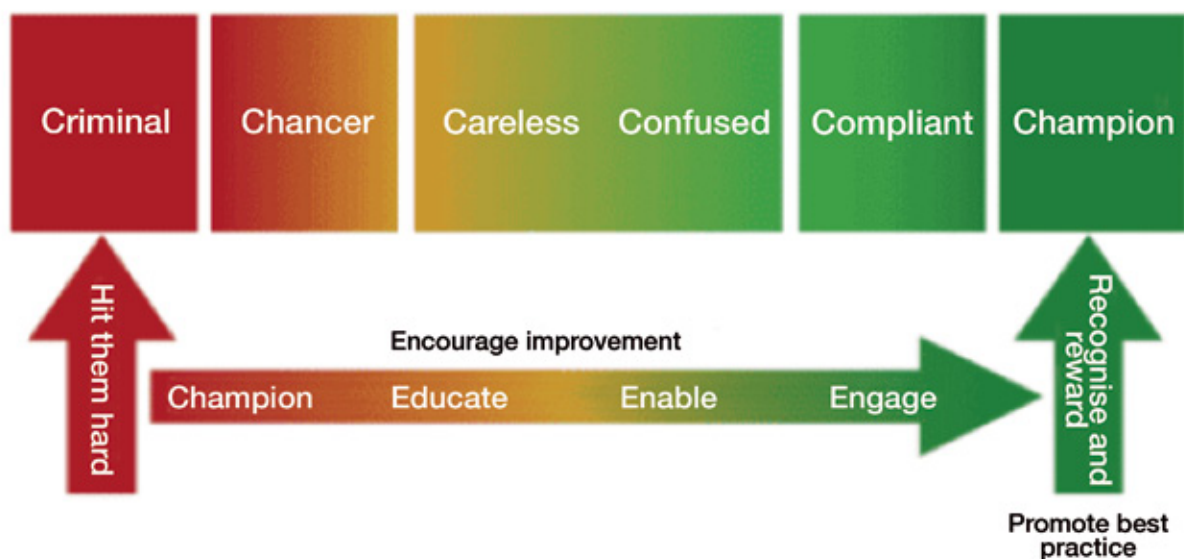 Criminal
Chancer
Careless
Confused
Compliant
Champion
Hit them hard
Encourage improvement
Champion
Educate
Enable
Engage
Recognise and
reward
Promote best
practice